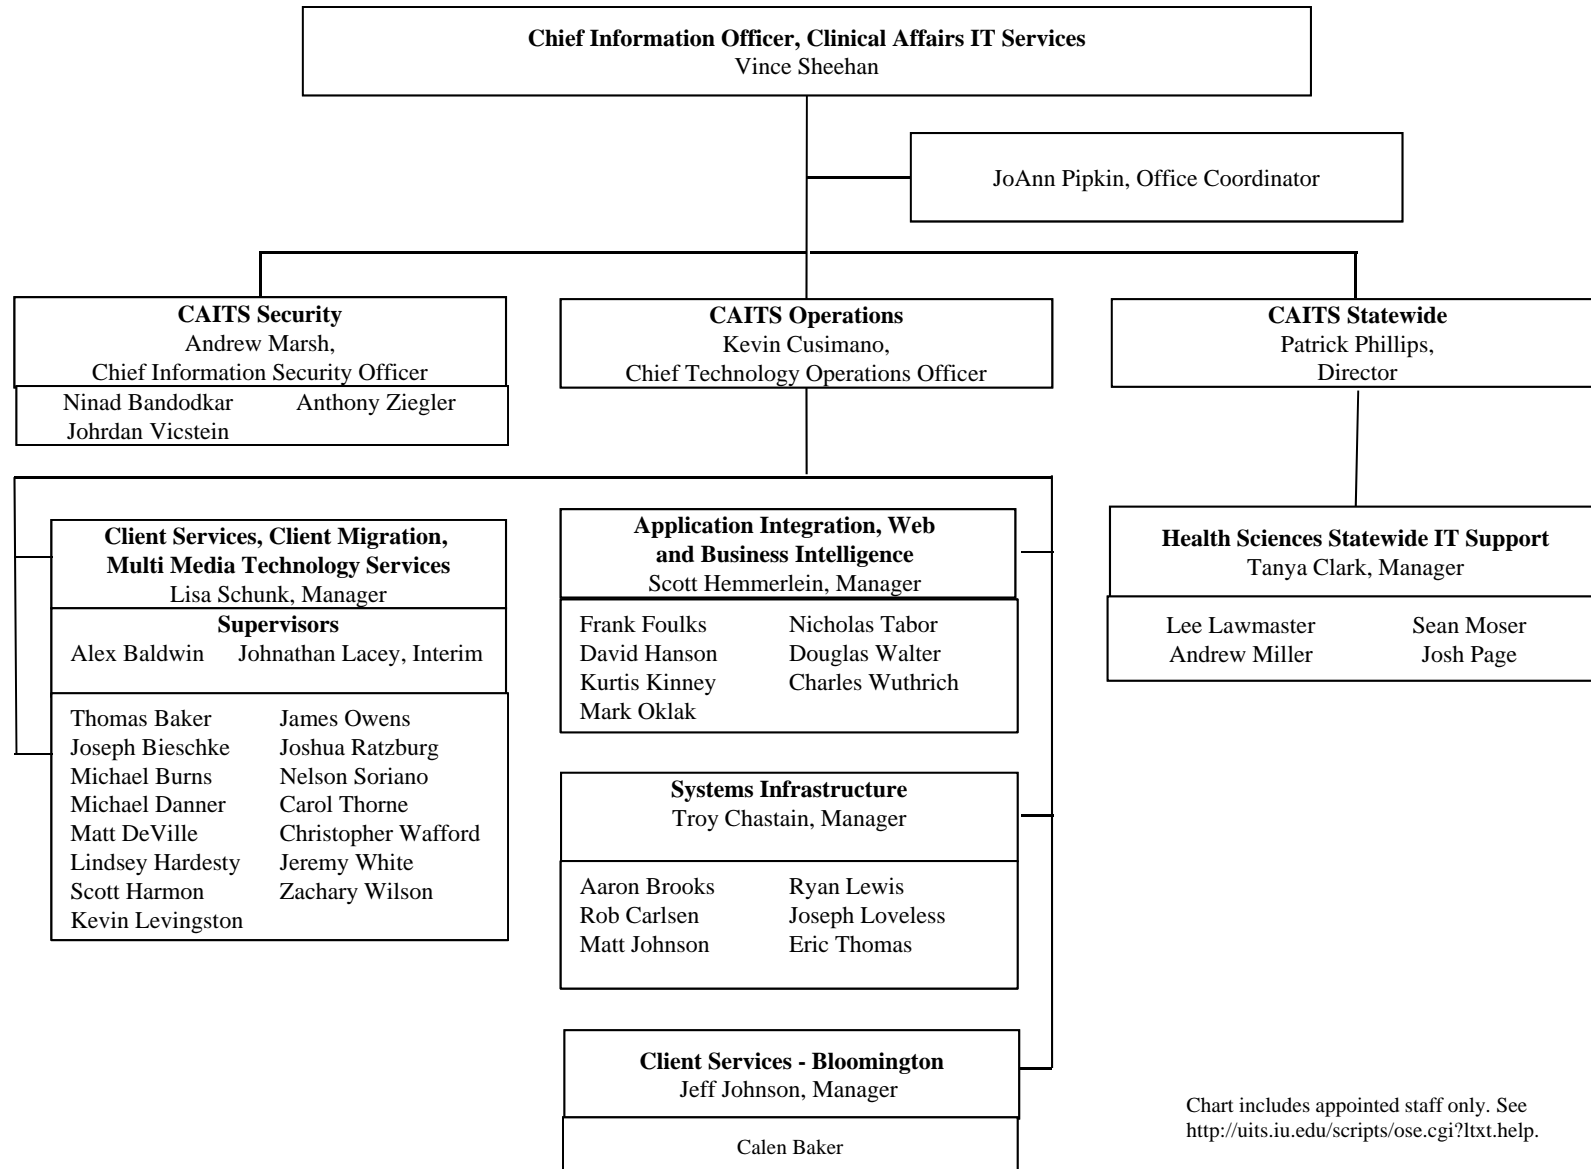 Chief Information Officer, Clinical Affairs IT Services
Vince Sheehan
JoAnn Pipkin, Office Coordinator
CAITS Security
Andrew Marsh,
Chief Information Security Officer
Ninad Bandodkar Anthony Ziegler
Johrdan Vicstein
CAITS Operations
Kevin Cusimano,
Chief Technology Operations Officer
CAITS Statewide
Patrick Phillips,
Director
Client Services, Client Migration,
Multi Media Technology Services
Lisa Schunk, Manager
Supervisors
Alex Baldwin Johnathan Lacey, Interim
Thomas Baker James Owens
Joseph Bieschke Joshua Ratzburg
Michael Burns Nelson Soriano
Michael Danner Carol Thorne
Matt DeVille Christopher Wafford
Lindsey Hardesty Jeremy White
Scott Harmon Zachary Wilson
Kevin Levingston
Application Integration, Web
and Business Intelligence
Scott Hemmerlein, Manager
Frank Foulks Nicholas Tabor
David Hanson Douglas Walter
Kurtis Kinney Charles Wuthrich
Mark Oklak
Systems Infrastructure
Troy Chastain, Manager
Aaron Brooks Ryan Lewis
Rob Carlsen Joseph Loveless
Matt Johnson Eric Thomas
Client Services - Bloomington
Jeff Johnson, Manager
Calen Baker
Health Sciences Statewide IT Support
Tanya Clark, Manager
Lee Lawmaster Sean Moser
Andrew Miller Josh Page
Chart includes appointed staff only. See
http://uits.iu.edu/scripts/ose.cgi?ltxt.help.